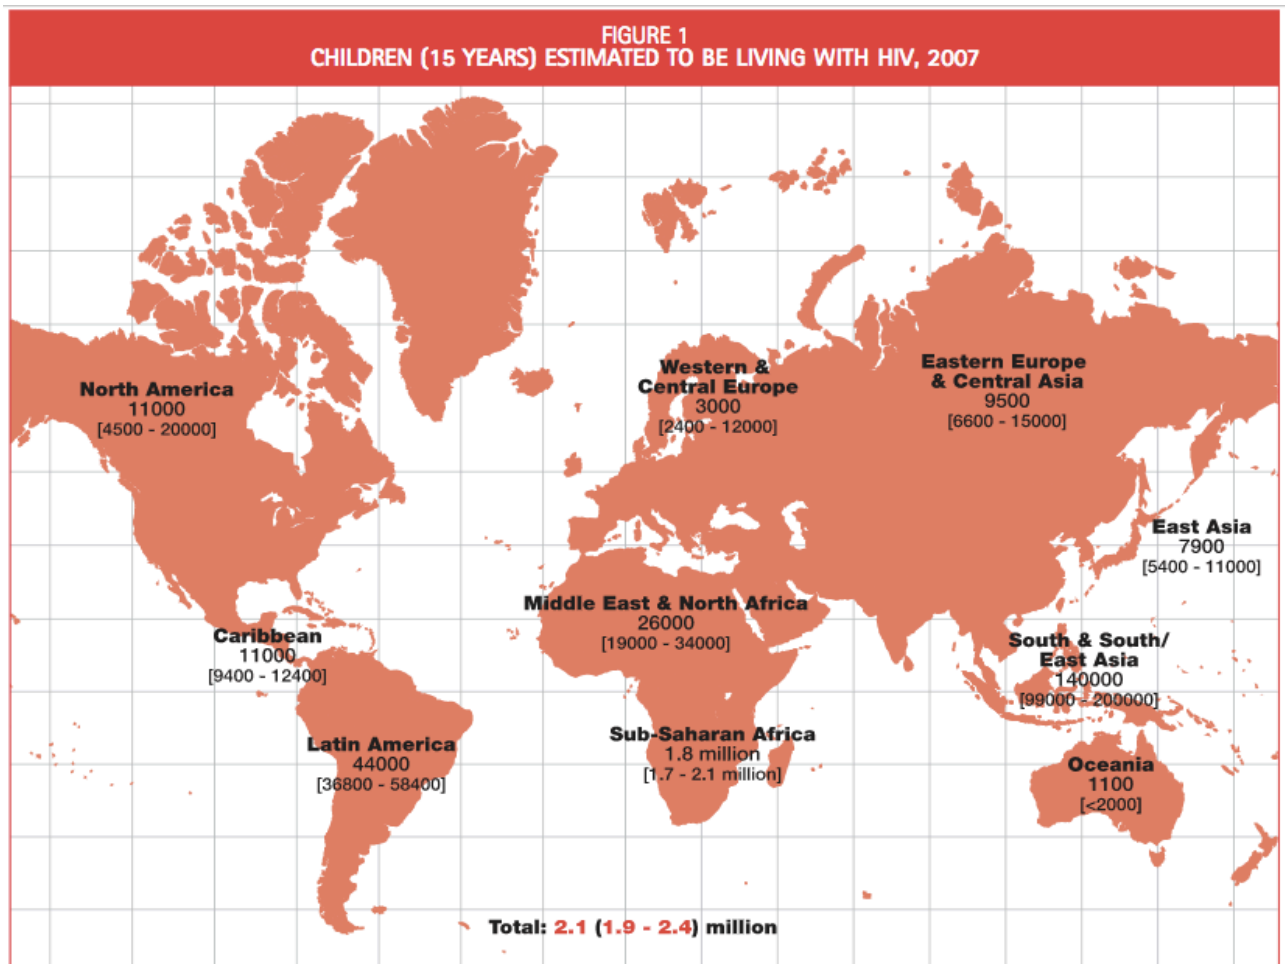 FIGURE 1
CHILDREN (15 YEARS) ESTIMATED TO BE LIVING WITH HIV, 2007
North America
11000
[4500 - 20000]
Western &
Central Europe
3000
[2400 - 12000]
Eastern Europe
& Central Asia
9500
[6600 - 15000]
East Asia
7900
[5400 - 11000]
Middle East & North Africa
26000
[19000 - 34000]
Caribbean
11000
[9400 - 12400]
South & South/
East Asia
140000
[99000 - 200000]
Latin America
44000
[36800 - 58400]
Sub-Saharan Africa
1.8 million
[1.7 - 2.1 million]
Oceania
1100
[<2000]
Total: 2.1 (1.9 - 2.4) million